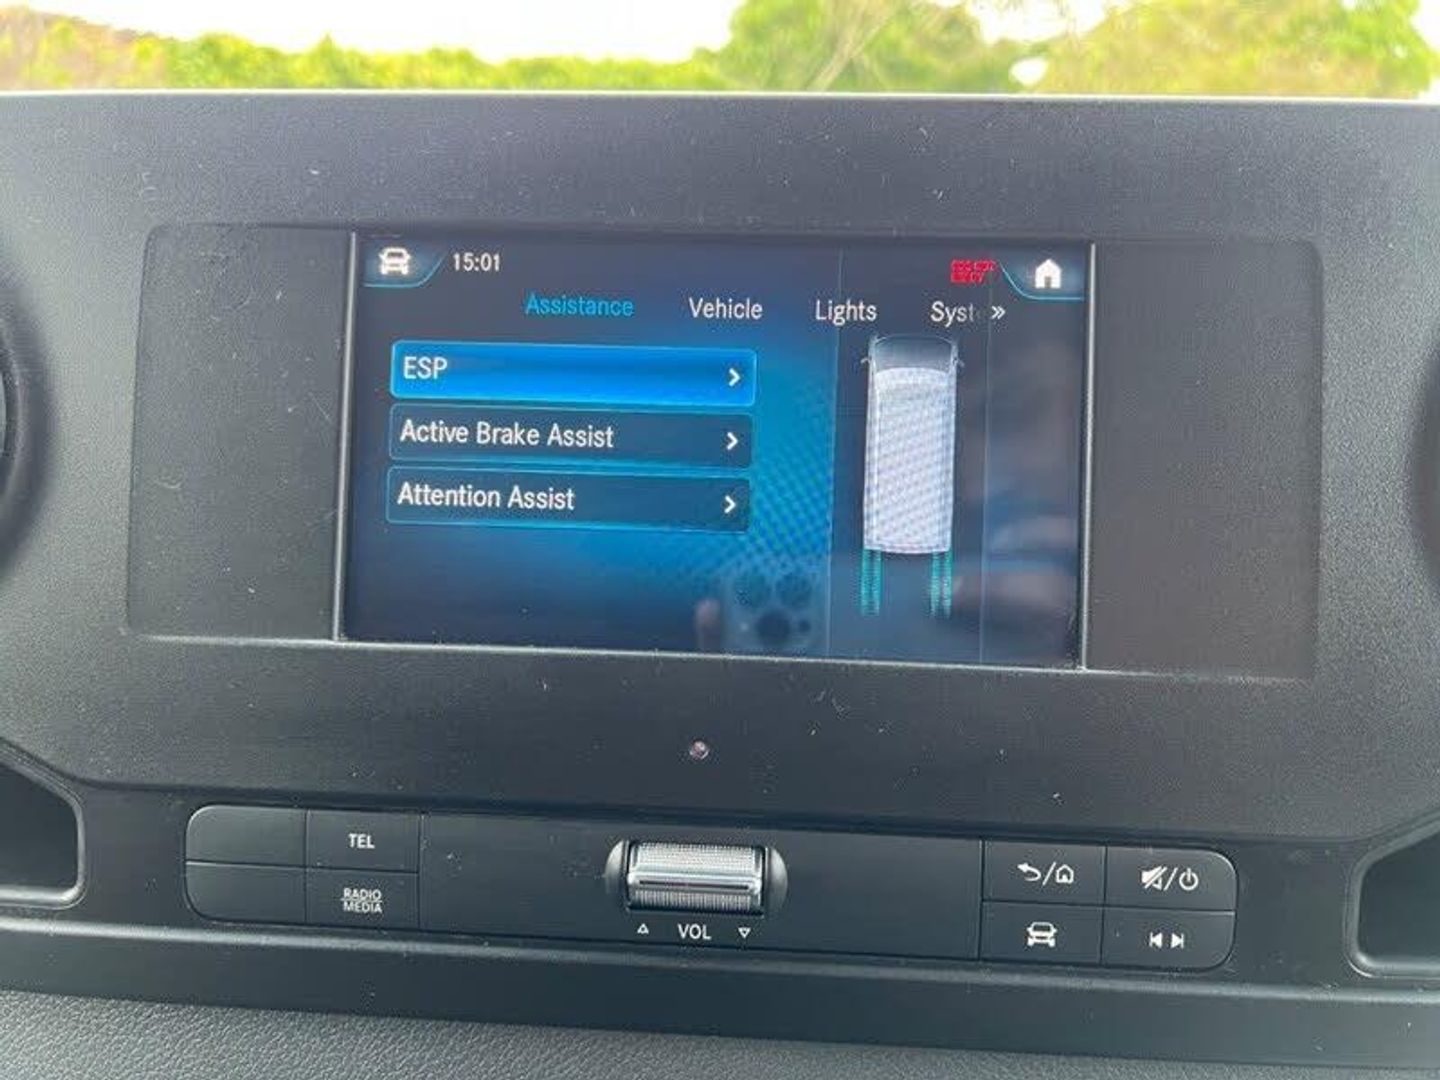 15:01
Assistance Vehicle Lights Syst »
ESP
Active Brake Assist
Attention Assist
TEL
RADIO
MEDIA
VOL